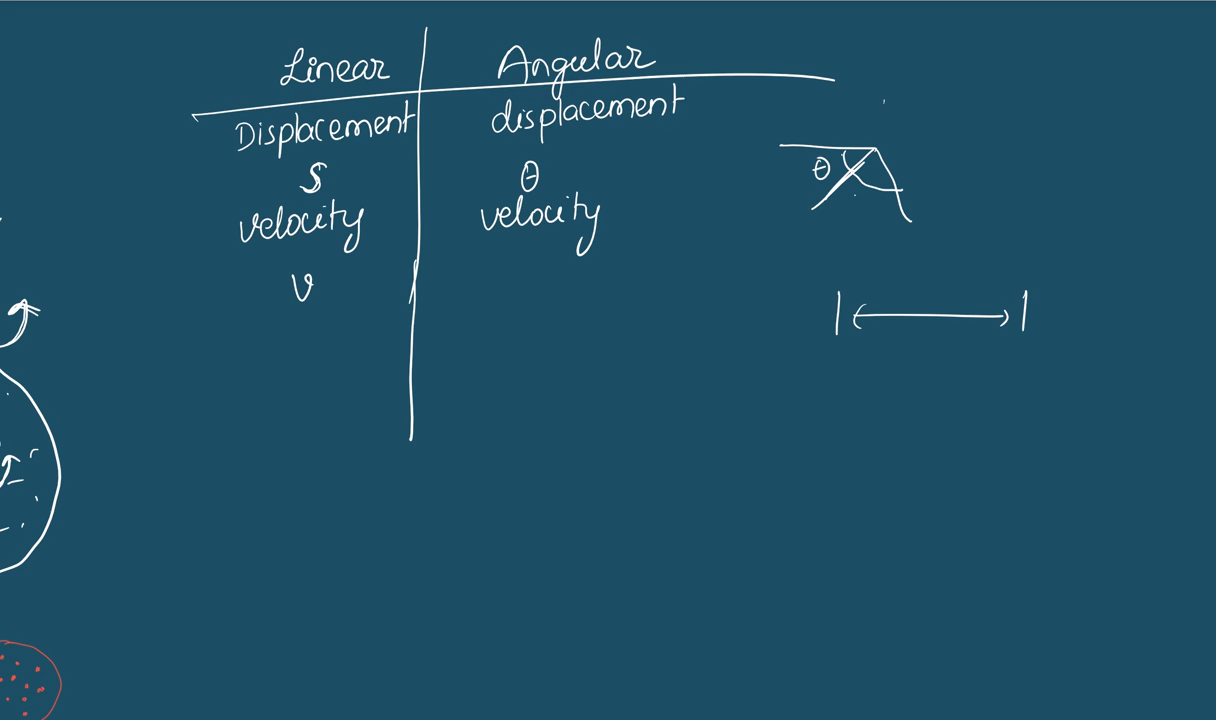 Linear Angular
Displacement displacement
S θ
velocity velocity
v
θ